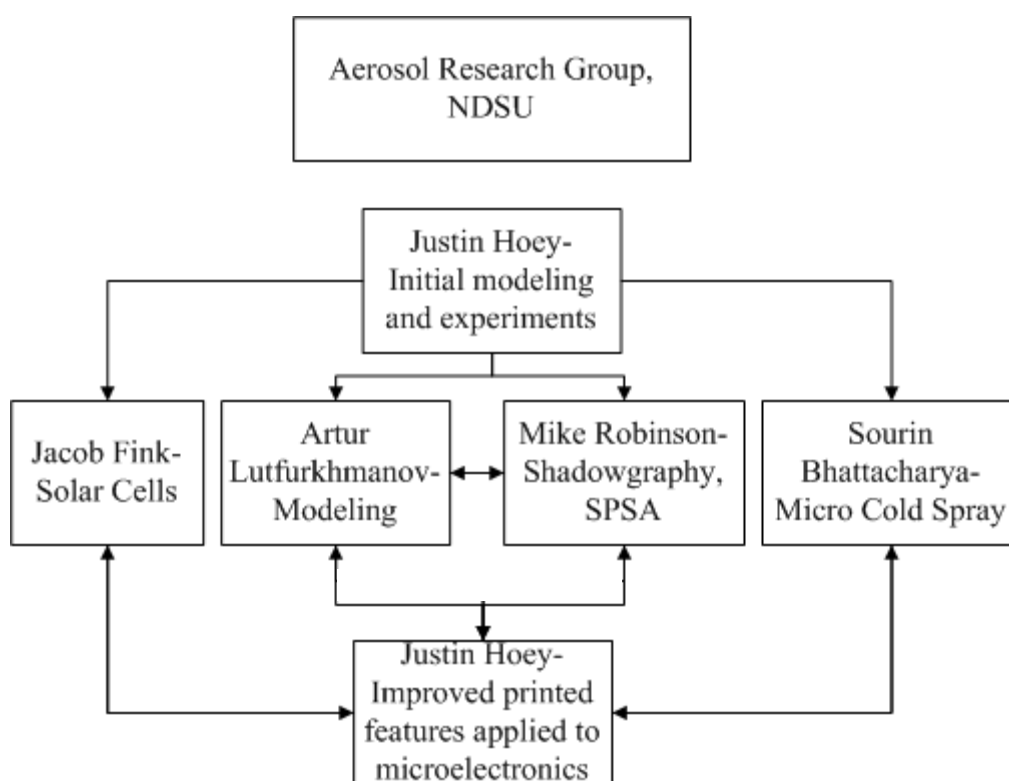 Aerosol Research Group,
NDSU
Justin Hoey-
Initial modeling
and experiments
Jacob Fink-
Solar Cells
Artur
Lutfurkhmanov-
Modeling
Mike Robinson-
Shadowgraphy,
SPSA
Sourin
Bhattacharya-
Micro Cold Spray
Justin Hoey-
Improved printed
features applied to
microelectronics